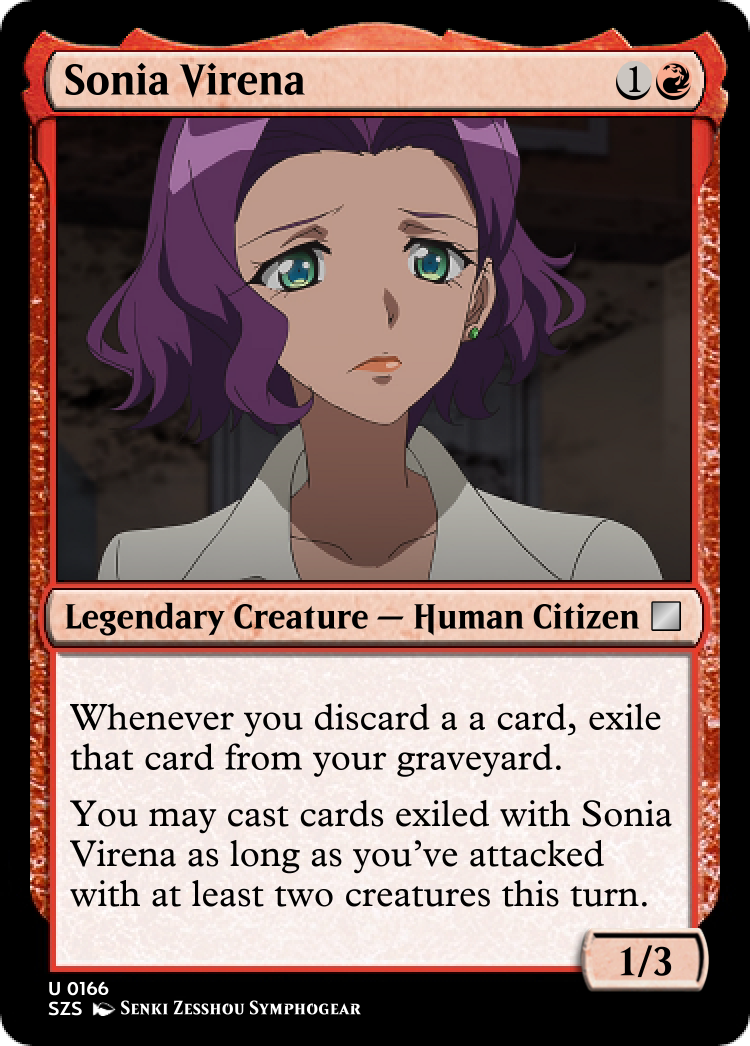 Sonia Virena 1
Legendary Creature — Human Citizen
Whenever you discard a a card, exile
that card from your graveyard.
You may cast cards exiled with Sonia
Virena as long as you've attacked
with at least two creatures this turn.
1/3
U 0166
SZS Senki Zesshou Symphogear